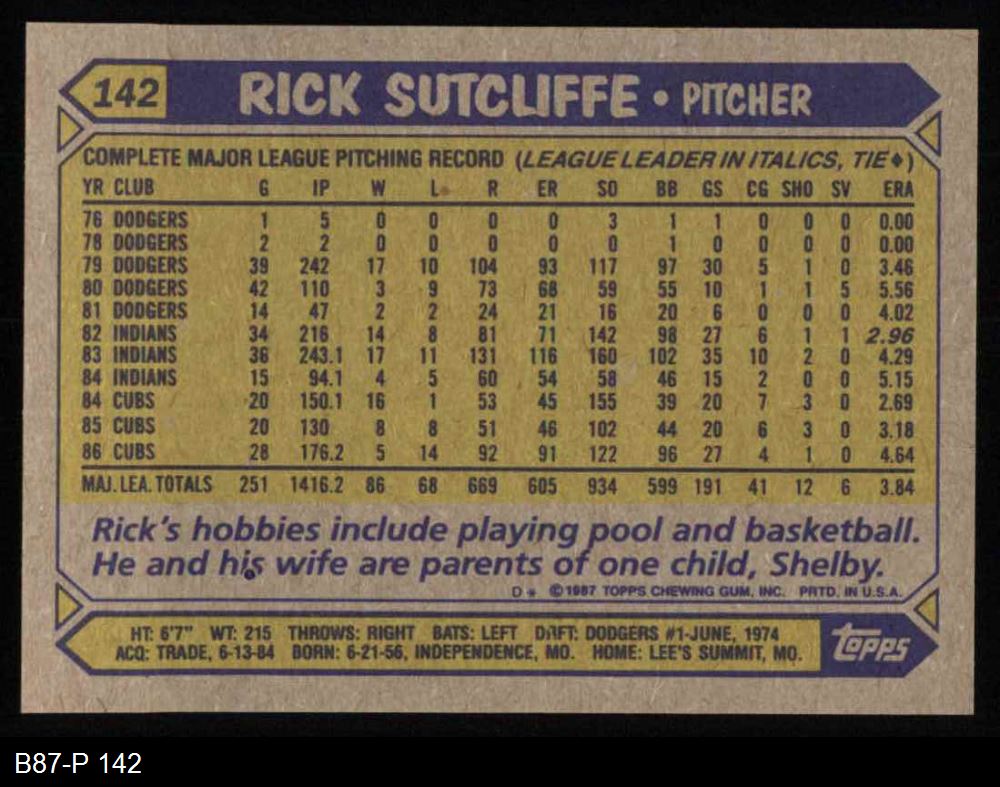 142 RICK SUTCLIFFE • PITCHER
COMPLETE MAJOR LEAGUE PITCHING RECORD (LEAGUE LEADER IN ITALICS, TIE♦)
YR CLUB G IP W L R ER SO BB GS CG SHO SV ERA
76 DODGERS 1 5 0 0 0 0 3 1 1 0 0 0 0.00
78 DODGERS 2 2 0 0 0 0 0 1 0 0 0 0 0.00
79 DODGERS 39 242 17 10 104 93 117 97 30 5 1 0 3.46
80 DODGERS 42 110 3 9 73 68 59 55 10 1 1 5 5.56
81 DODGERS 14 47 2 2 24 21 16 20 6 0 0 0 4.02
82 INDIANS 34 216 14 8 81 71 142 98 27 6 1 1 2.96
83 INDIANS 36 243.1 17 11 131 116 160 102 35 10 2 0 4.29
84 INDIANS 15 94.1 4 5 60 54 58 46 15 2 0 0 5.15
84 CUBS 20 150.1 16 1 53 45 155 39 20 7 3 0 2.69
85 CUBS 20 130 8 8 51 46 102 44 20 6 3 0 3.18
86 CUBS 28 176.2 5 14 92 91 122 96 27 4 1 0 4.64
MAJ. LEA. TOTALS 251 1416.2 86 68 669 605 934 599 191 41 12 6 3.84
Rick's hobbies include playing pool and basketball.
He and his wife are parents of one child, Shelby.
D* ©1987 TOPPS CHEWING GUM, INC. PRTD. IN U.S.A.
HT: 6'7" WT: 215 THROWS: RIGHT BATS: LEFT DRFT: DODGERS #1-JUNE, 1974
ACQ: TRADE, 6-13-84 BORN: 6-21-56, INDEPENDENCE, MO. HOME: LEE'S SUMMIT, MO.
TOPPS
B87-P 142